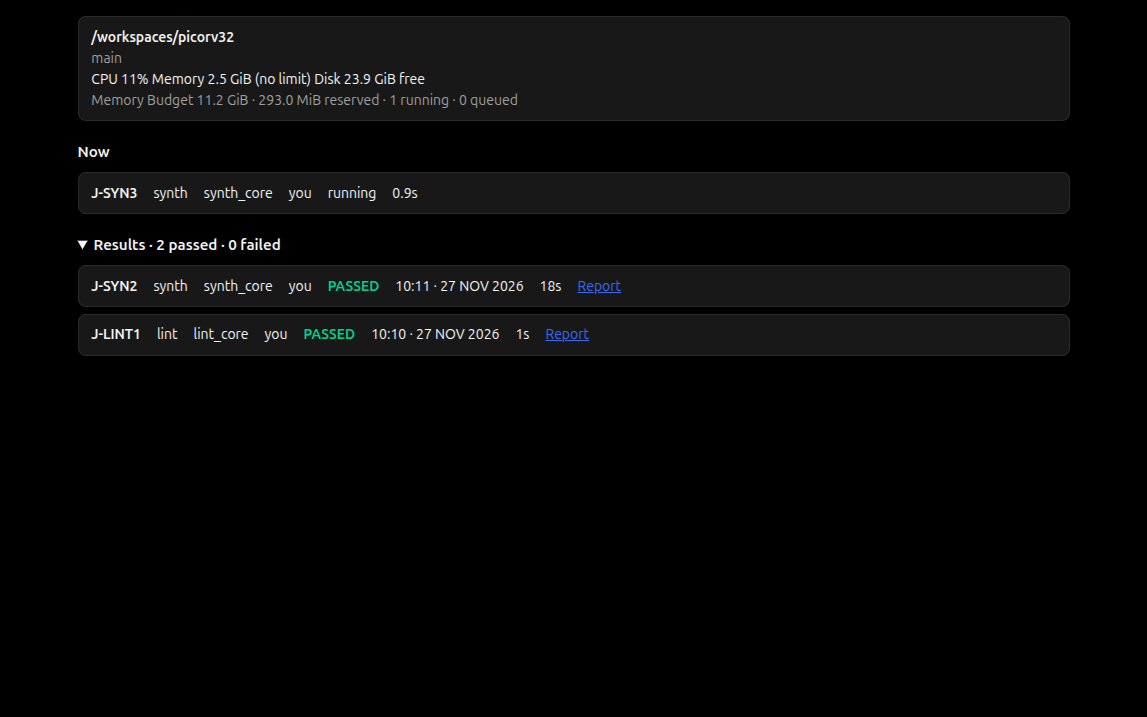 /workspaces/picorv32
main
CPU 11% Memory 2.5 GiB (no limit) Disk 23.9 GiB free
Memory Budget 11.2 GiB · 293.0 MiB reserved · 1 running · 0 queued
Now
J-SYN3 synth synth_core you running 0.9s
▼ Results · 2 passed · 0 failed
J-SYN2 synth synth_core you PASSED 10:11 · 27 NOV 2026 18s Report
J-LINT1 lint lint_core you PASSED 10:10 · 27 NOV 2026 1s Report